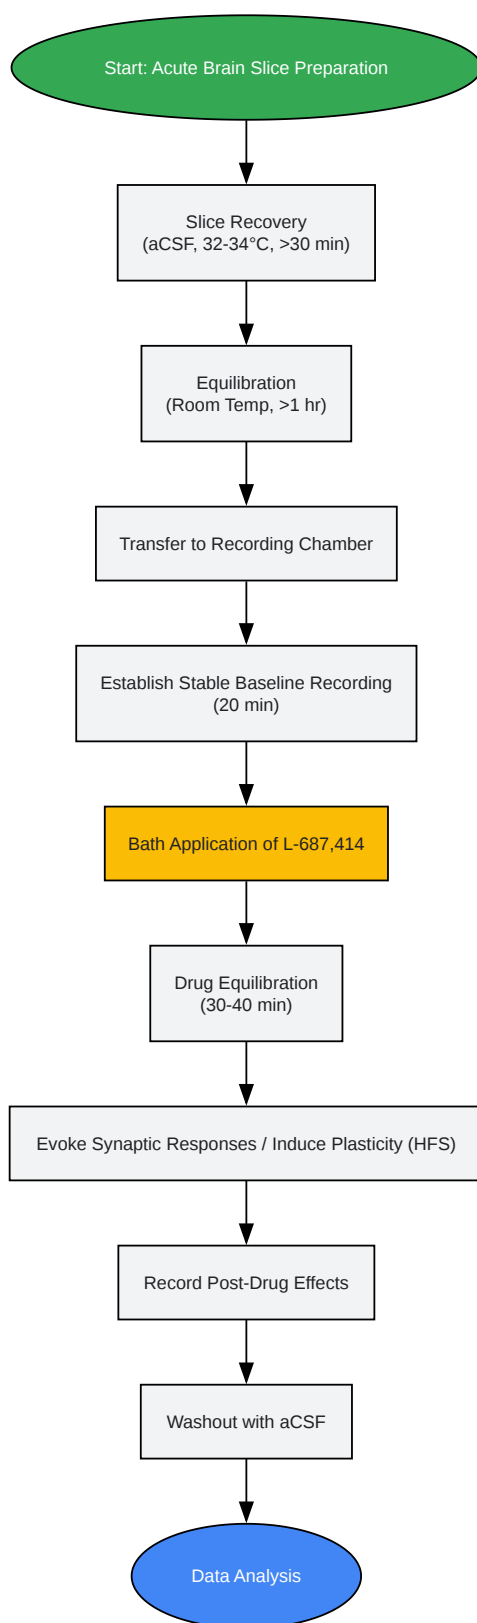 Start: Acute Brain Slice Preparation
Slice Recovery
(aCSF, 32-34°C, >30 min)
Equilibration
(Room Temp, >1 hr)
Transfer to Recording Chamber
Establish Stable Baseline Recording
(20 min)
Bath Application of L-687,414
Drug Equilibration
(30-40 min)
Evoke Synaptic Responses / Induce Plasticity (HFS)
Record Post-Drug Effects
Washout with aCSF
Data Analysis